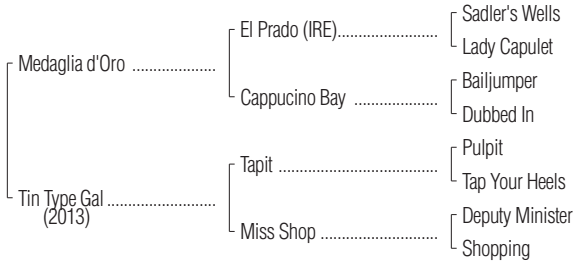 Sadler's Wells
El Prado (IRE)..................
Lady Capulet
Medaglia d'Oro ...............
Bailjumper
Cappucino Bay ...............
Dubbed In
Pulpit
Tapit .............................
Tap Your Heels
Tin Type Gal ....................
(2013)
Deputy Minister
Miss Shop .....................
Shopping